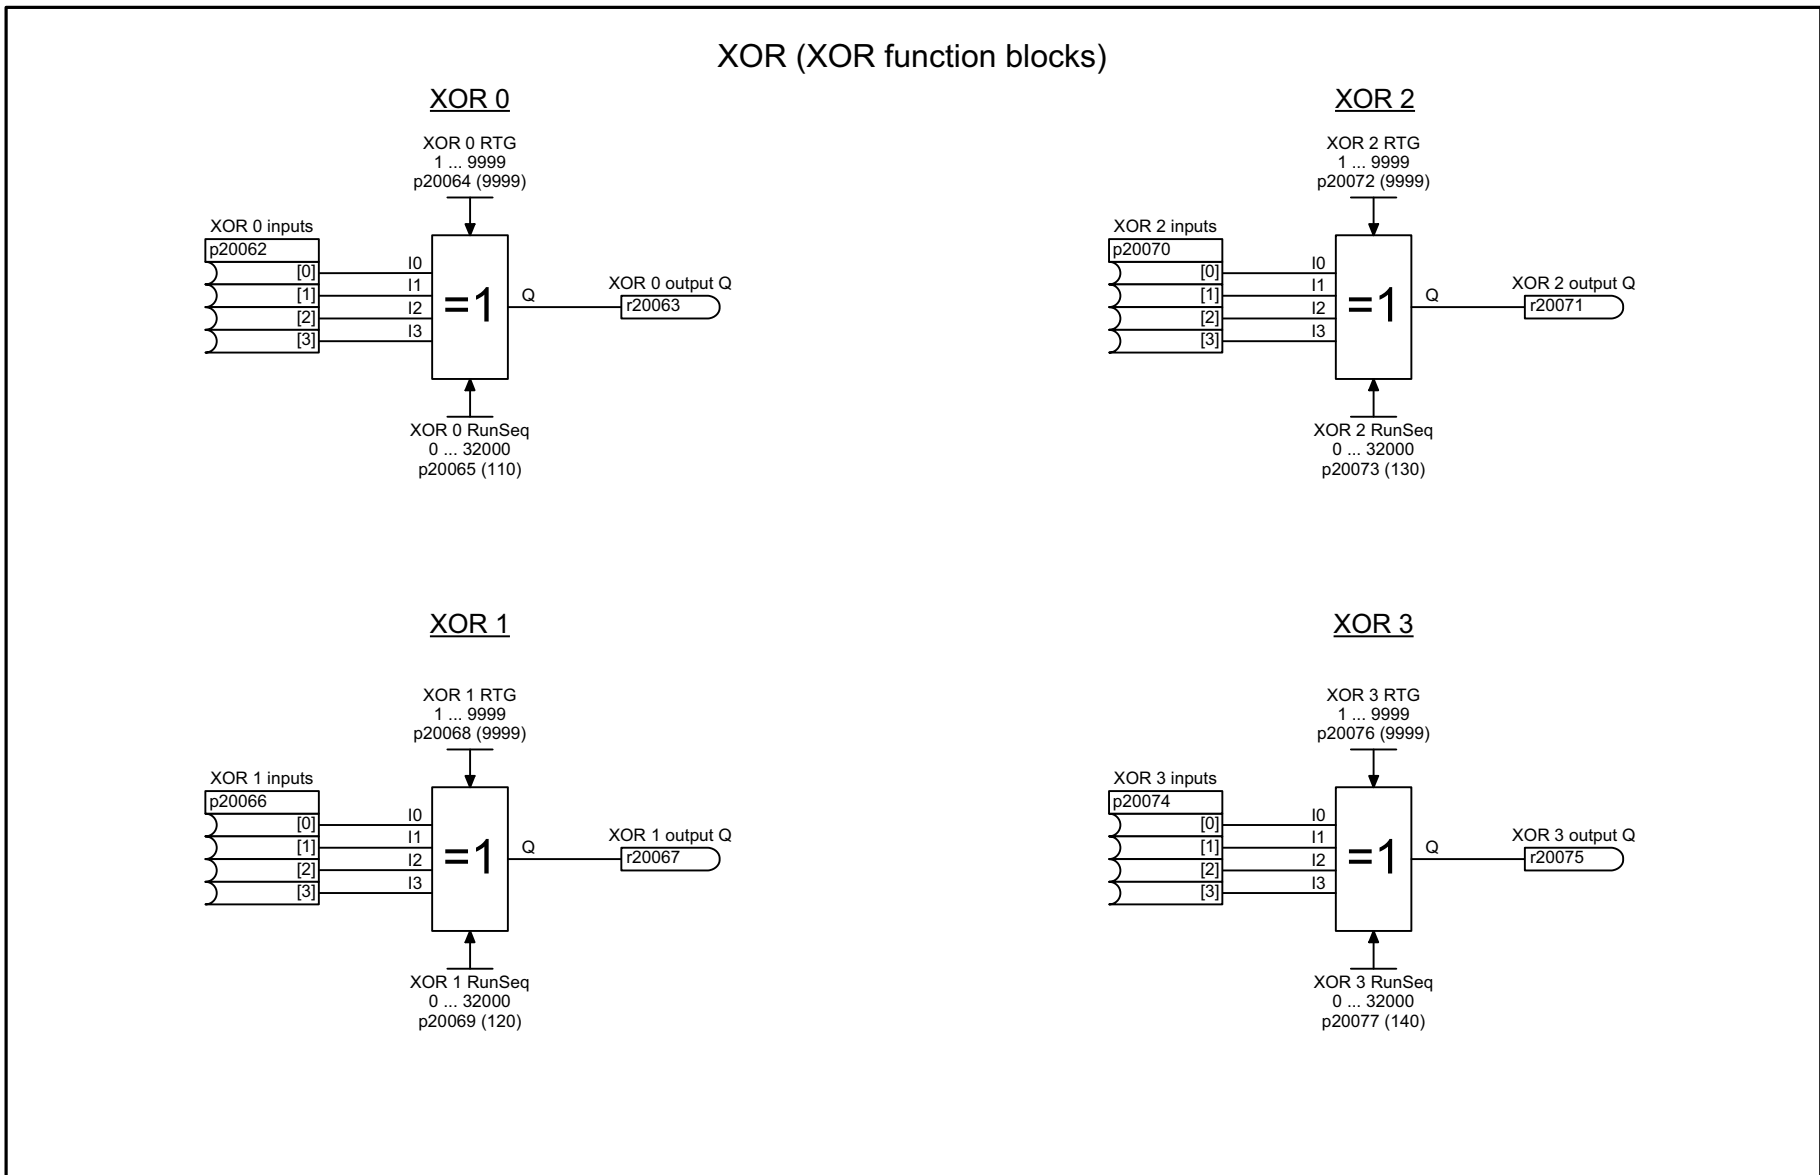 XOR (XOR function blocks)
XOR 0
XOR 0 RTG
1 ... 9999
p20064 (9999)
XOR 0 inputs
p20062
[0]
[1]
[2]
[3]
I0
I1
I2
I3
=1
Q
XOR 0 output Q
r20063
XOR 0 RunSeq
0 ... 32000
p20065 (110)
XOR 2
XOR 2 RTG
1 ... 9999
p20072 (9999)
XOR 2 inputs
p20070
[0]
[1]
[2]
[3]
I0
I1
I2
I3
=1
Q
XOR 2 output Q
r20071
XOR 2 RunSeq
0 ... 32000
p20073 (130)
XOR 1
XOR 1 RTG
1 ... 9999
p20068 (9999)
XOR 1 inputs
p20066
[0]
[1]
[2]
[3]
I0
I1
I2
I3
=1
Q
XOR 1 output Q
r20067
XOR 1 RunSeq
0 ... 32000
p20069 (120)
XOR 3
XOR 3 RTG
1 ... 9999
p20076 (9999)
XOR 3 inputs
p20074
[0]
[1]
[2]
[3]
I0
I1
I2
I3
=1
Q
XOR 3 output Q
r20075
XOR 3 RunSeq
0 ... 32000
p20077 (140)